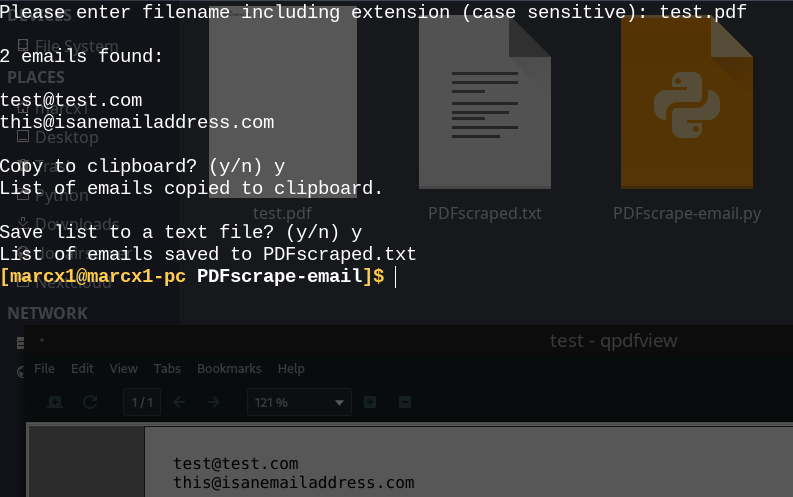 Please enter filename including extension (case sensitive): test.pdf
DEVICES
File System
2 emails found:
PLACES
test@test.com
marcx1
this@isanemailaddress.com
Desktop
Copy to clipboard? (y/n) y
List of emails copied to clipboard.
Python
test.pdf
PDFscraped.txt
PDFscrape-email.py
Downloads
Save list to a text file? (y/n) y
List of emails saved to PDFscraped.txt
[marcx1@marcx1-pc PDFscrape-email]$
Nextcloud
NETWORK
test - qpdfview
File Edit View Tabs Bookmarks Help
1 / 1
121 %
test@test.com
this@isanemailaddress.com